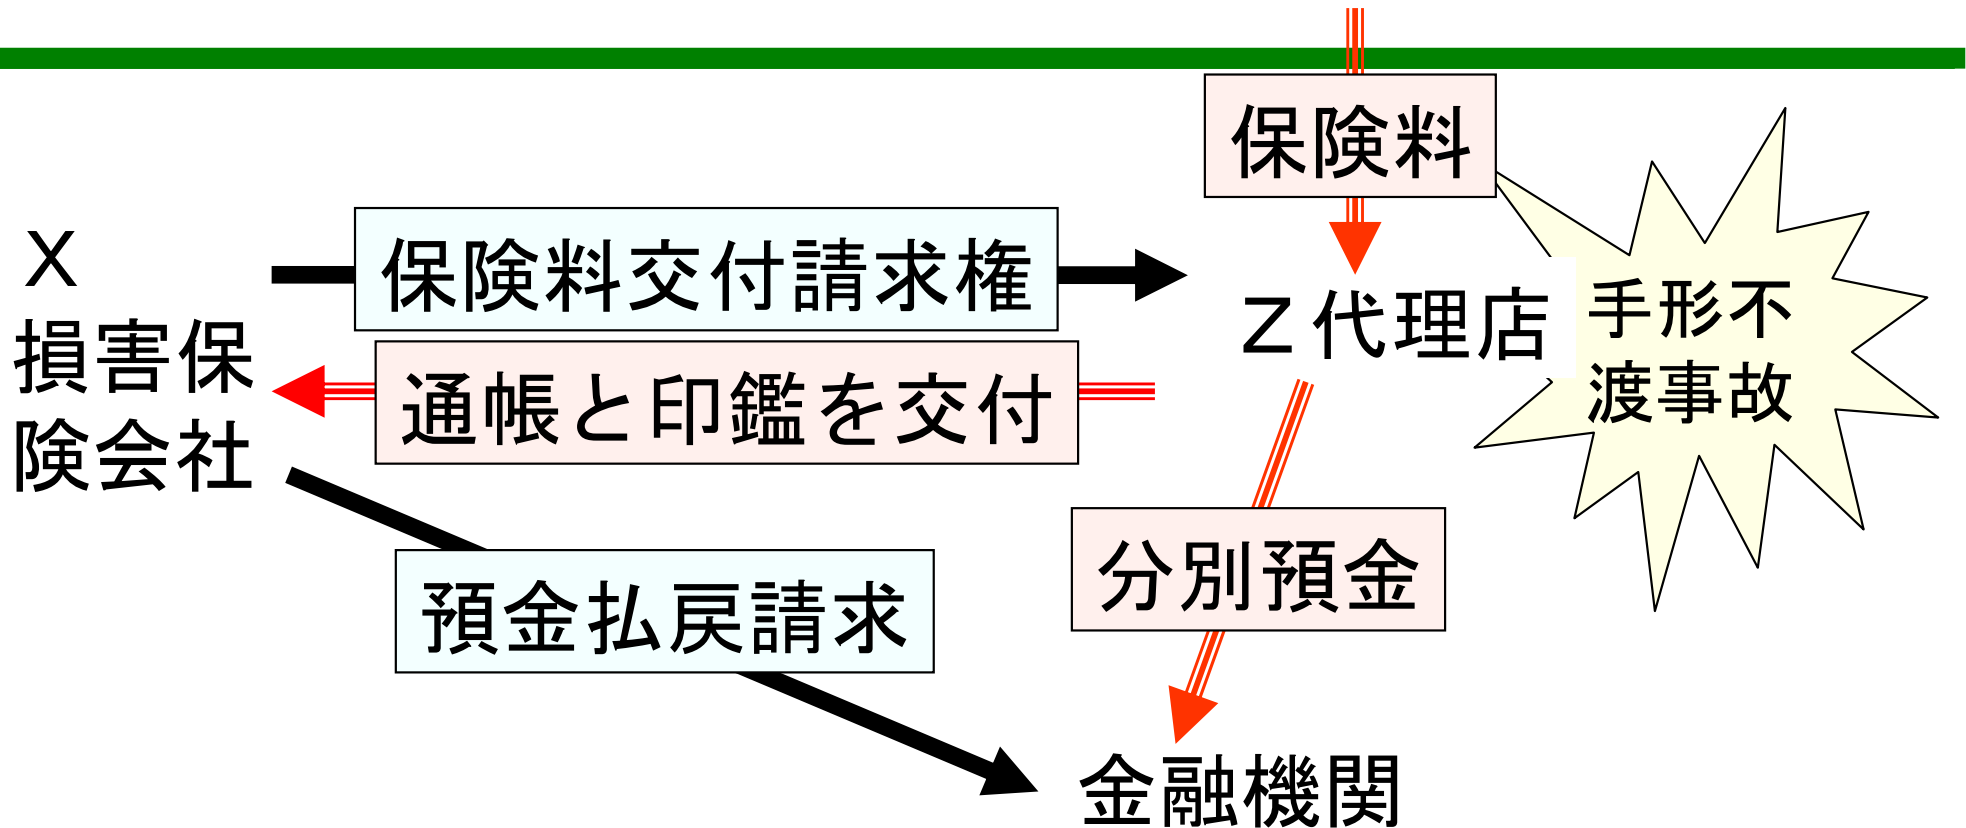 保険料
X
損害保
険会社
保険料交付請求権
通帳と印鑑を交付
Z代理店
手形不
渡事故
預金払戻請求
分別預金
金融機関